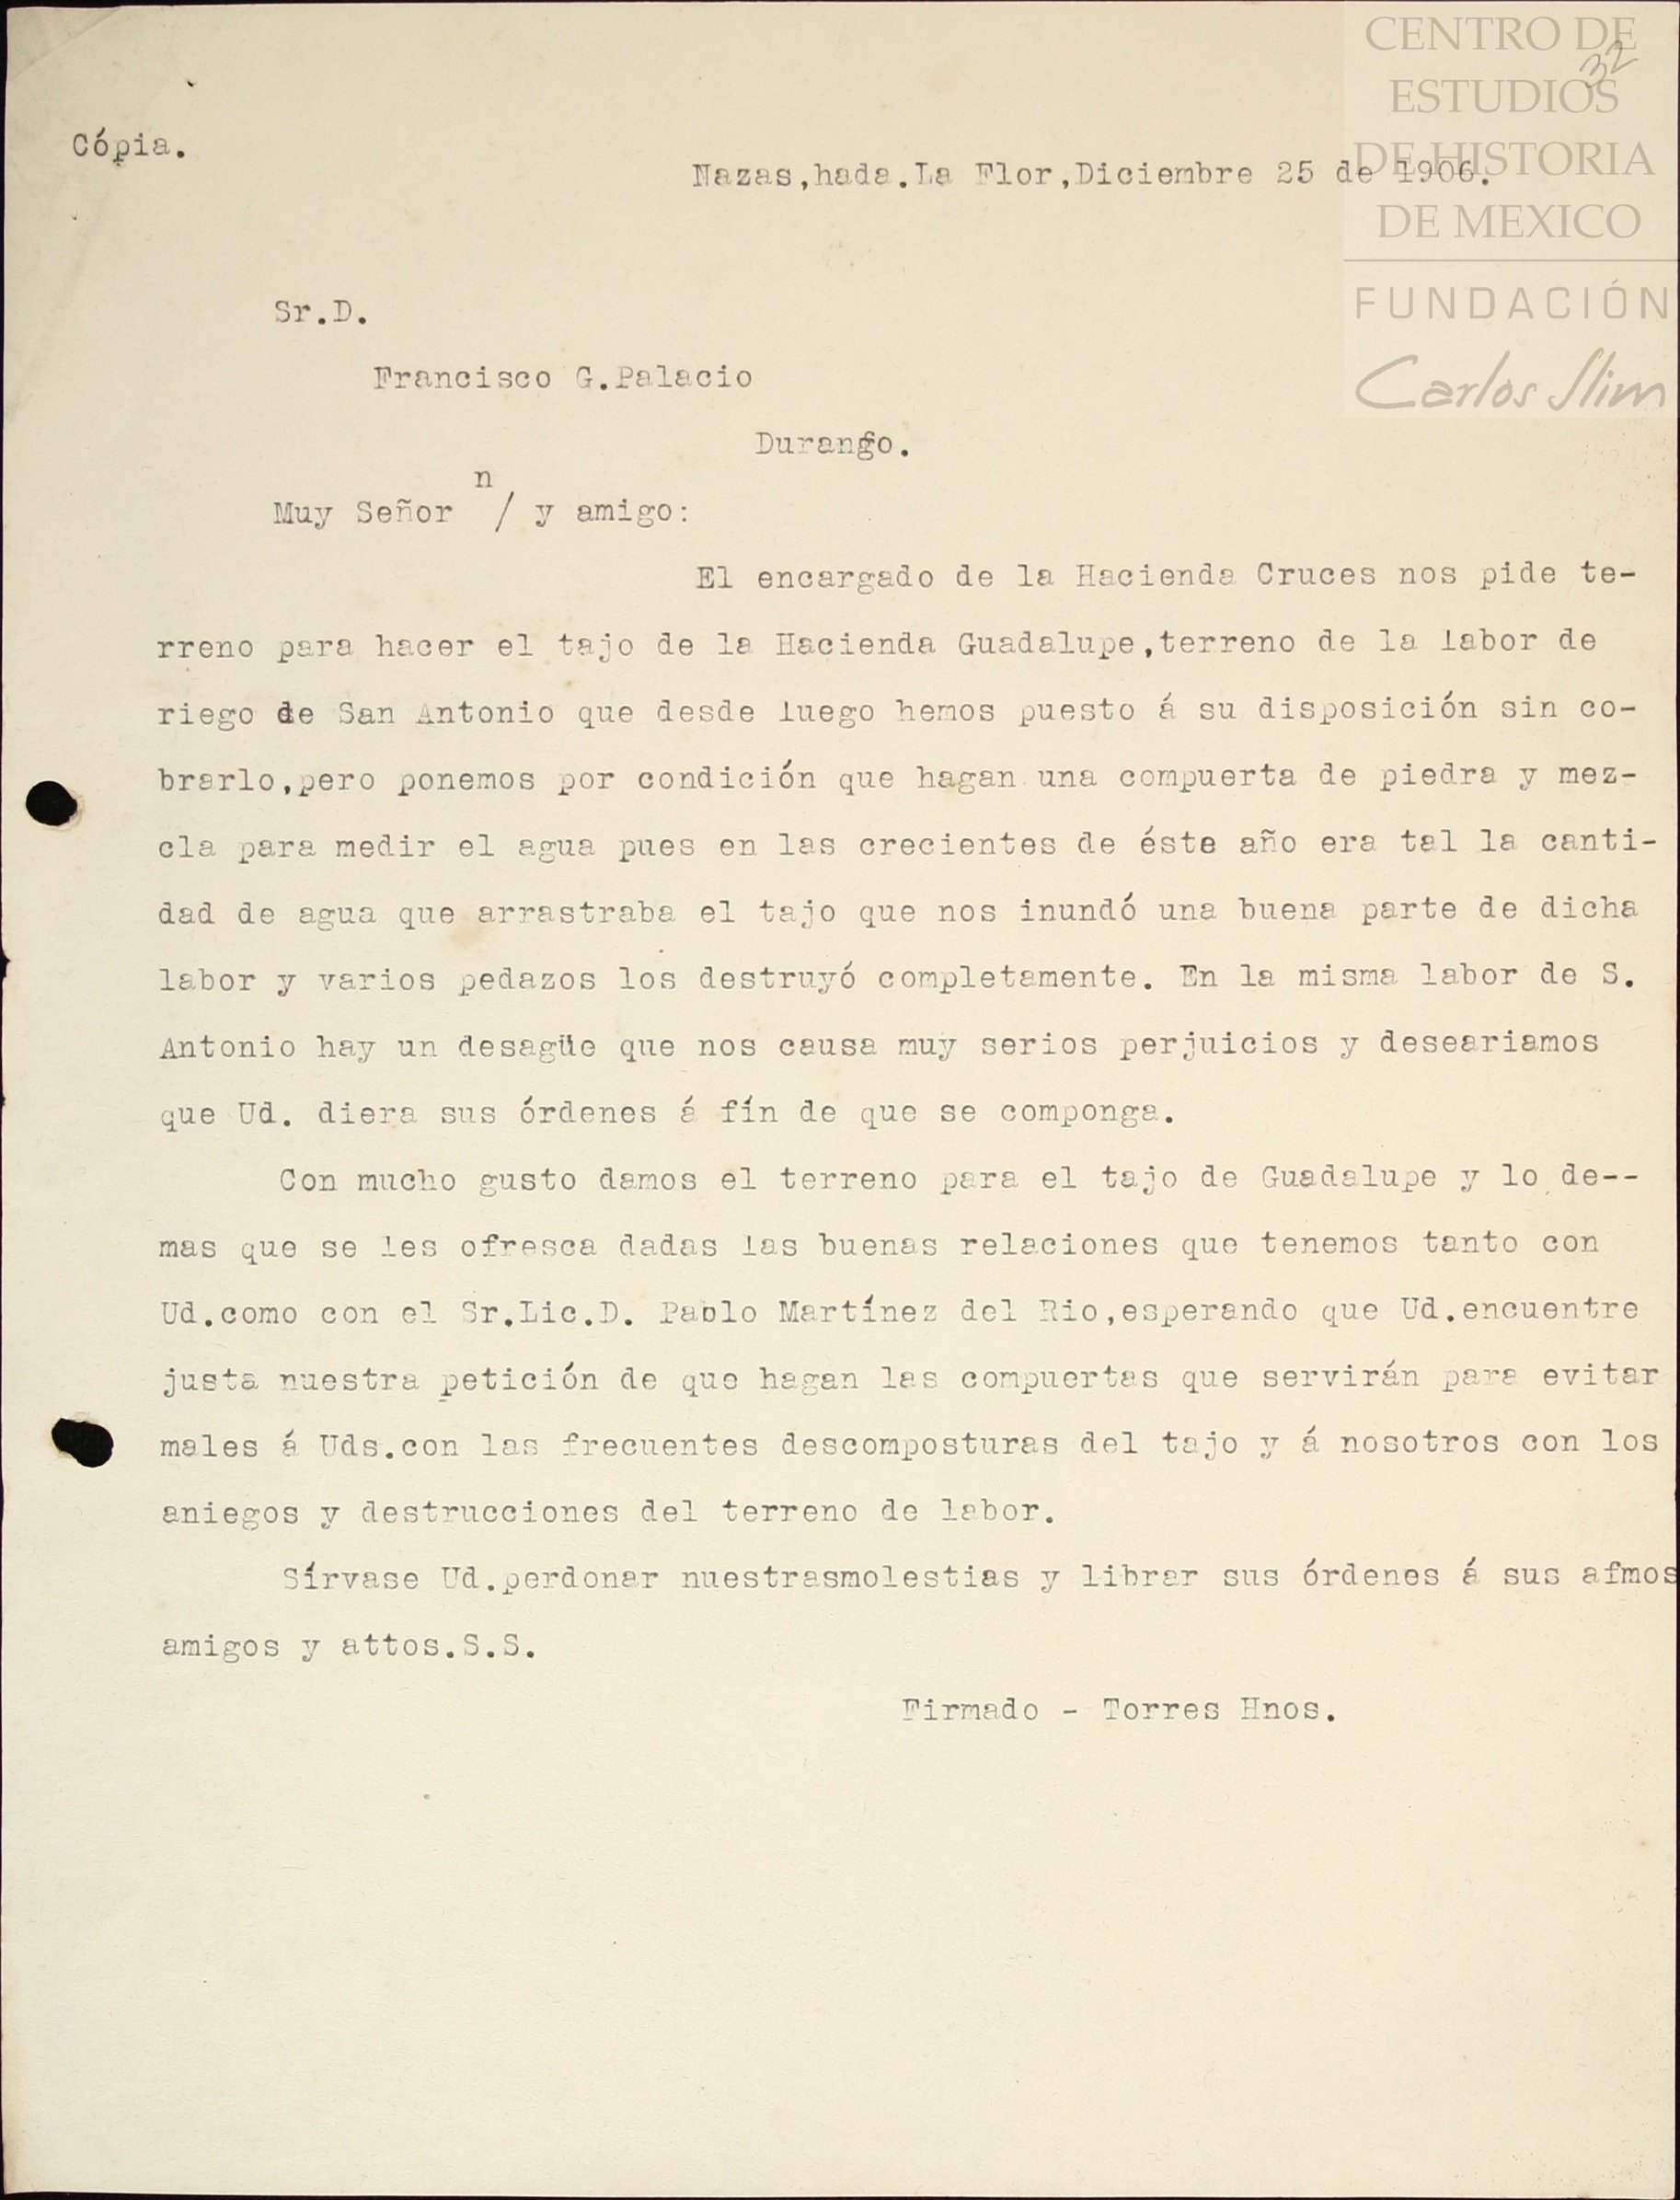 CENTRO DE
32
ESTUDIOS
DE HISTORIA
DE MEXICO
FUNDACIÓN
Carlos Slim
Cópia.
Nazas,hada.La Flor,Diciembre 25 de 1906.
Sr.D.
Francisco G.Palacio
Durango.
Muy Señor n/ y amigo:
El encargado de la Hacienda Cruces nos pide te-
rreno para hacer el tajo de la Hacienda Guadalupe,terreno de la labor de
riego de San Antonio que desde luego hemos puesto á su disposición sin co-
brarlo,pero ponemos por condición que hagan una compuerta de piedra y mez-
cla para medir el agua pues en las crecientes de éste año era tal la canti-
dad de agua que arrastraba el tajo que nos inundó una buena parte de dicha
labor y varios pedazos los destruyó completamente. En la misma labor de S.
Antonio hay un desagüe que nos causa muy serios perjuicios y deseariamos
que Ud. diera sus órdenes á fín de que se componga.
Con mucho gusto damos el terreno para el tajo de Guadalupe y lo de--
mas que se les ofresca dadas las buenas relaciones que tenemos tanto con
Ud.como con el Sr.Lic.D. Pablo Martínez del Rio,esperando que Ud.encuentre
justa nuestra petición de que hagan las compuertas que servirán para evitar
males á Uds.con las frecuentes descomposturas del tajo y á nosotros con los
aniegos y destrucciones del terreno de labor.
Sírvase Ud.perdonar nuestrasmolestias y librar sus órdenes á sus afmos
amigos y attos.S.S.
Firmado - Torres Hnos.